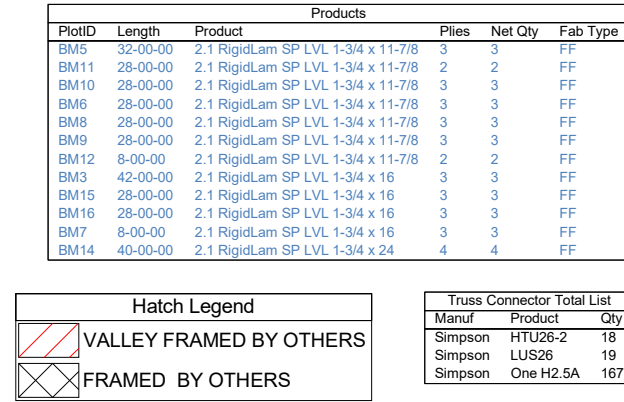 Products
PlotID Length Product Plies Net Qty Fab Type
BM5 32-00-00 2.1 RigidLam SP LVL 1-3/4 x 11-7/8 3 3 FF
BM11 28-00-00 2.1 RigidLam SP LVL 1-3/4 x 11-7/8 2 2 FF
BM10 28-00-00 2.1 RigidLam SP LVL 1-3/4 x 11-7/8 3 3 FF
BM6 28-00-00 2.1 RigidLam SP LVL 1-3/4 x 11-7/8 3 3 FF
BM8 28-00-00 2.1 RigidLam SP LVL 1-3/4 x 11-7/8 3 3 FF
BM9 28-00-00 2.1 RigidLam SP LVL 1-3/4 x 11-7/8 3 3 FF
BM12 8-00-00 2.1 RigidLam SP LVL 1-3/4 x 11-7/8 2 2 FF
BM3 42-00-00 2.1 RigidLam SP LVL 1-3/4 x 16 3 3 FF
BM15 28-00-00 2.1 RigidLam SP LVL 1-3/4 x 16 3 3 FF
BM16 28-00-00 2.1 RigidLam SP LVL 1-3/4 x 16 3 3 FF
BM7 8-00-00 2.1 RigidLam SP LVL 1-3/4 x 16 3 3 FF
BM14 40-00-00 2.1 RigidLam SP LVL 1-3/4 x 24 4 4 FF
Hatch Legend
VALLEY FRAMED BY OTHERS
FRAMED BY OTHERS
Truss Connector Total List
Manuf Product Qty
Simpson HTU26-2 18
Simpson LUS26 19
Simpson One H2.5A 167